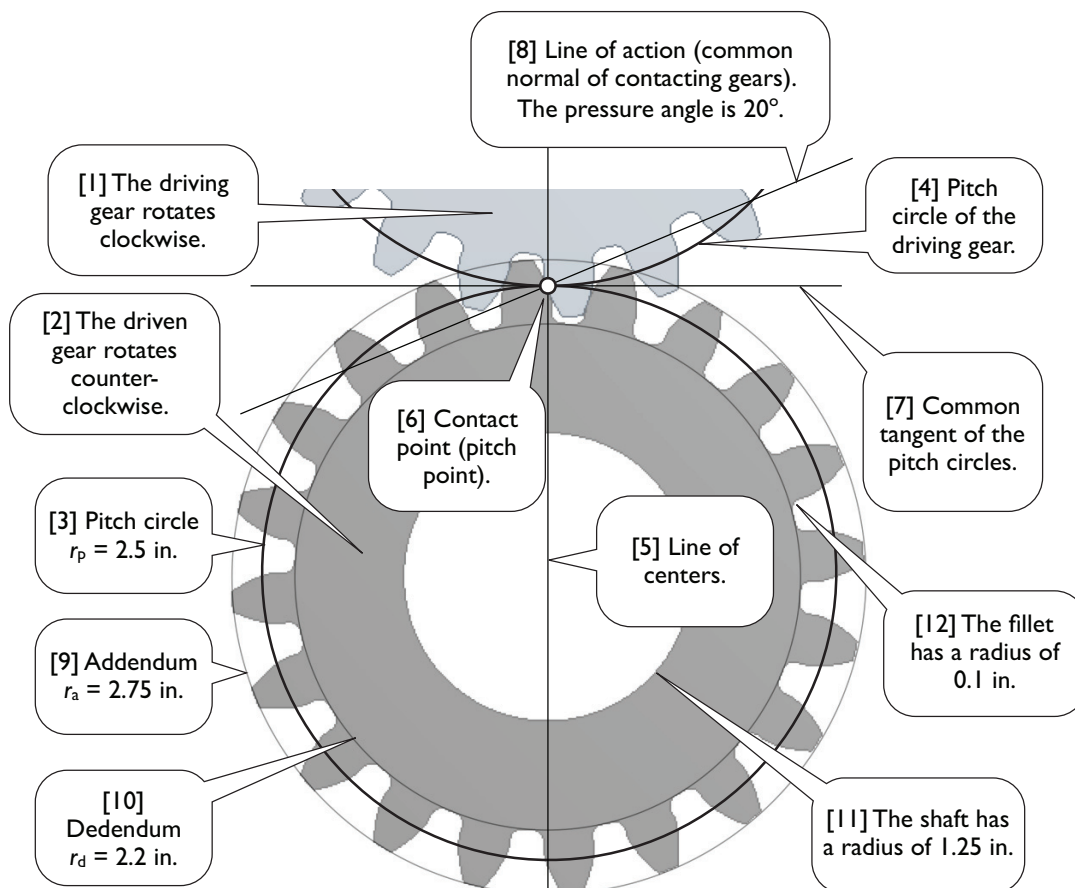 [8] Line of action (common
normal of contacting gears).
The pressure angle is 20°.
[1] The driving
gear rotates
clockwise.
[4] Pitch
circle of the
driving gear.
[2] The driven
gear rotates
counter-
clockwise.
[6] Contact
point (pitch
point).
[7] Common
tangent of the
pitch circles.
[3] Pitch circle
rp = 2.5 in.
[5] Line of
centers.
[12] The fillet
has a radius of
0.1 in.
[9] Addendum
ra = 2.75 in.
[10]
Dedendum
rd = 2.2 in.
[11] The shaft has
a radius of 1.25 in.